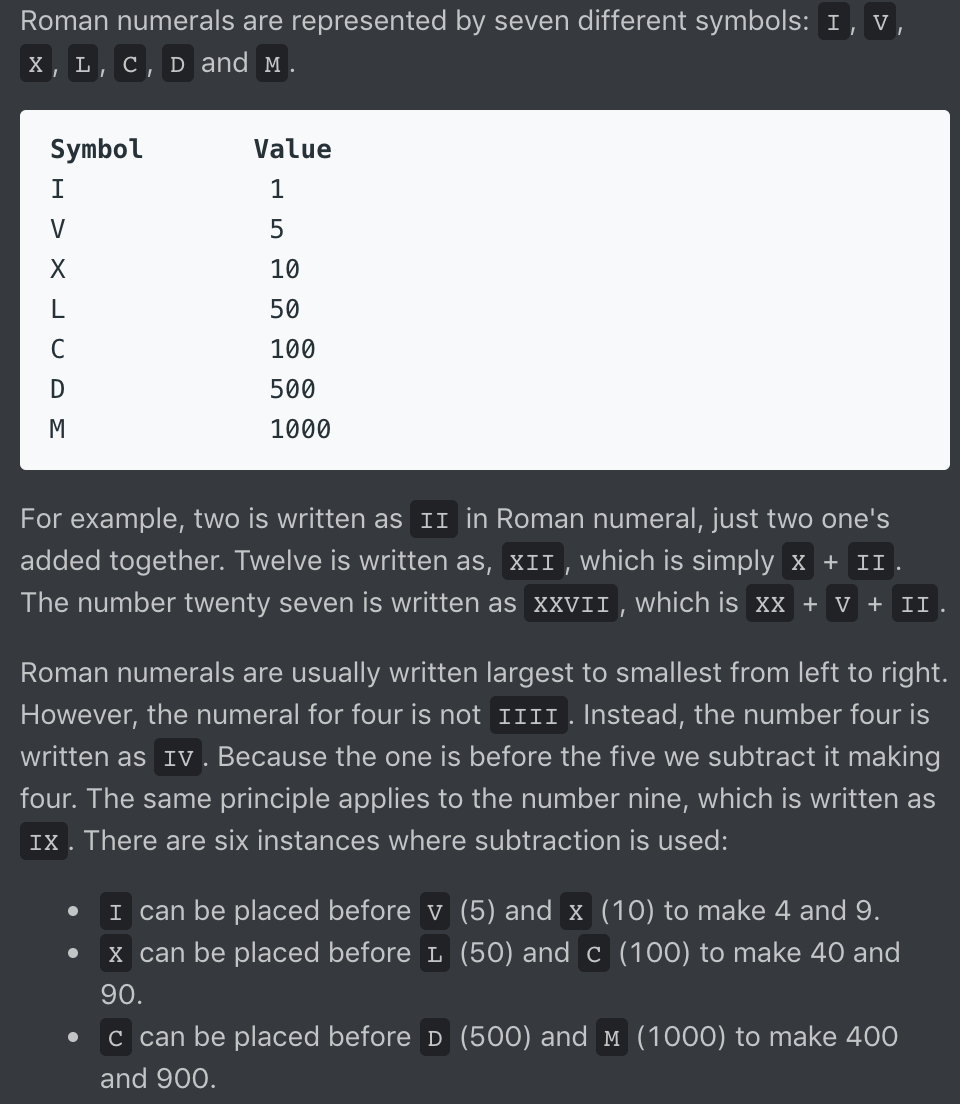 Roman numerals are represented by seven different symbols: I, V,
X, L, C, D and M.
Symbol Value
I 1
V 5
X 10
L 50
C 100
D 500
M 1000
For example, two is written as II in Roman numeral, just two one's
added together. Twelve is written as, XII, which is simply X + II.
The number twenty seven is written as XXVII, which is XX + V + II.
Roman numerals are usually written largest to smallest from left to right.
However, the numeral for four is not IIII. Instead, the number four is
written as IV. Because the one is before the five we subtract it making
four. The same principle applies to the number nine, which is written as
IX. There are six instances where subtraction is used:
• I can be placed before V (5) and X (10) to make 4 and 9.
• X can be placed before L (50) and C (100) to make 40 and
90.
• C can be placed before D (500) and M (1000) to make 400
and 900.